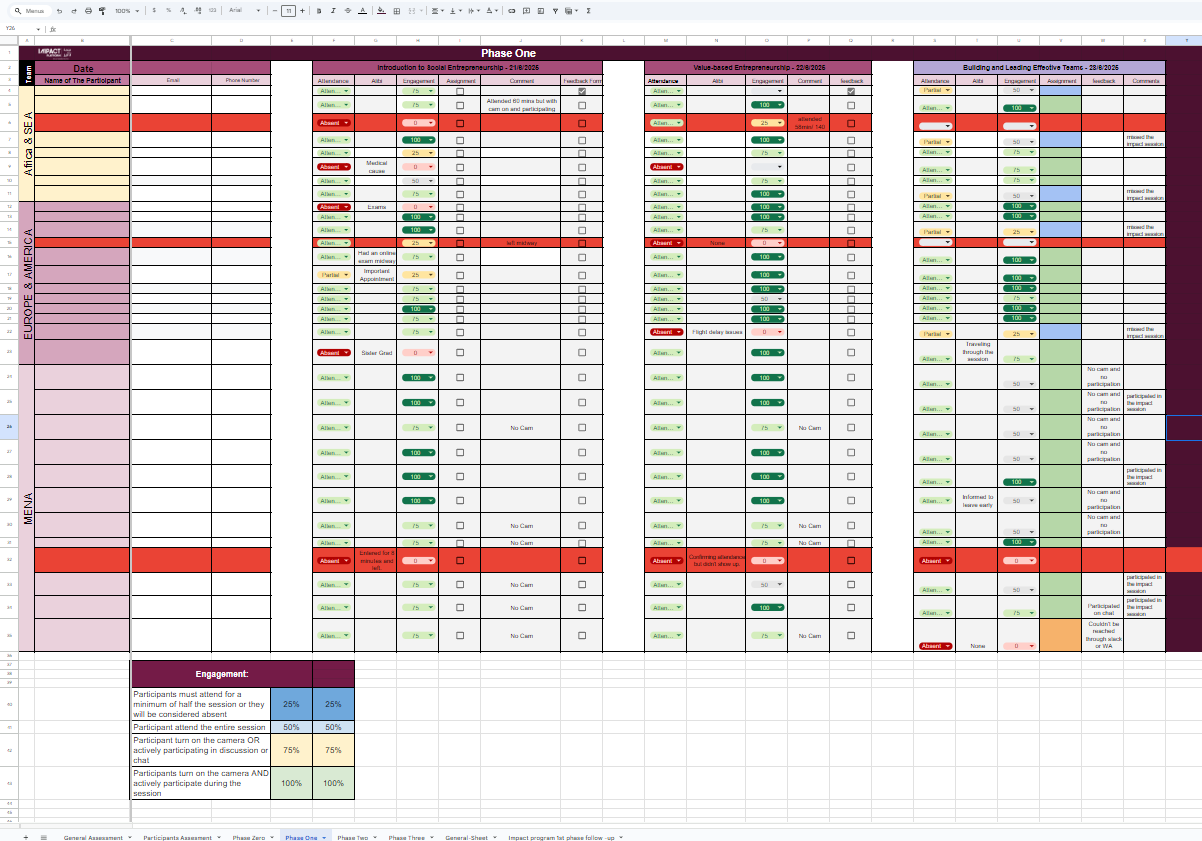 Menus
100%
$ % 123
Arial
11
Y26
fx
IMPACT
Phase One
Team
Date
Introduction to Social Entrepreneurship - 21/6/2025
Value-based Entrepreneurship - 22/6/2025
Building and Leading Effective Teams - 28/6/2025
Name of The Participant Email Phone Number Attendance Alibi Engagement Assignment Comment Feedback Form Attendance Alibi Engagement Comment feedback Attendance Alibi Engagement Assignment feedback Comments
Africa & SEA
EUROPE & AMERICA
MENA
Atten... 75 Atten... Partial 50
Atten... 75 Attended 60 mins but with cam on and participating Atten... 100 100
Absent 0 Atten... 25 attended
Atten... 100 Atten... 100 Partial 50 missed the impact session
Atten... 25 Atten... 75 Atten... 75
Absent Medical cause 0 Absent Atten... 75
Atten... 50 Atten... 75 Atten... 75
Atten... 75 Atten... 100 Partial 50 missed the impact session
Absent Exams 0 Atten... 100 Atten... 100
Atten... 100 Atten... 100 Atten... 100
Atten... 100 Atten... 100 Partial 25 missed the impact session
Atten... 25 left midway Absent None 0
Atten... Had an online exam midway 75 Atten... 100 Atten... 100
Partial Important Appointment 25 Atten... 100 Atten... 100
Atten... 75 Atten... 75 Atten... 100
Atten... 75 Atten... 50 Atten... 75
Atten... 100 Atten... 100 Atten... 100
Atten... 75 Atten... 100 Atten... 100
Atten... 75 Absent Flight delay issues 0 Partial 25 missed the impact session
Absent Sister Grad 0 Atten... 100 Atten... Traveling through the session 75
Atten... 100 Atten... 100 Atten... 50 No cam and no participation
Atten... 100 Atten... 100 Atten... 50 No cam and no participation participated in the impact session
Atten... 75 No Cam Atten... 75 No Cam Atten... 50 No cam and no participation
Atten... 100 Atten... 100 Atten... 50 No cam and no participation
Atten... 100 Atten... 100 Atten... 100 participated in the impact session
Atten... 100 Atten... 100 Atten... Informed to leave early 50 No cam and no participation
Atten... 75 No Cam Atten... 75 No Cam Atten... 50 No cam and no participation
Atten... 75 No Cam Atten... 75 No Cam Atten... 100
Absent Entered for 5 minutes and left. 0 Absent Confirming attendance but didn't show up. 0 Absent 0
Atten... 75 No Cam Atten... 50 Atten... 50 participated in the impact session
Atten... 75 No Cam Atten... 100 Atten... 75 Participated on chat participated in the impact session
Atten... 75 No Cam Atten... 75 No Cam Absent None 0 Couldn't be reached through slack or WA
Engagement:
Participants must attend for a
minimum of half the session or they
will be considered absent
25% 25%
Participant attend the entire session 50% 50%
Participant turn on the camera OR
actively participating in discussion or
chat
75% 75%
Participants turn on the camera AND
actively participate during the
session
100% 100%
General Assessment Participants Assesment Phase Zero Phase One Phase Two Phase Three General-Sheet Impact program 1st phase follow -up